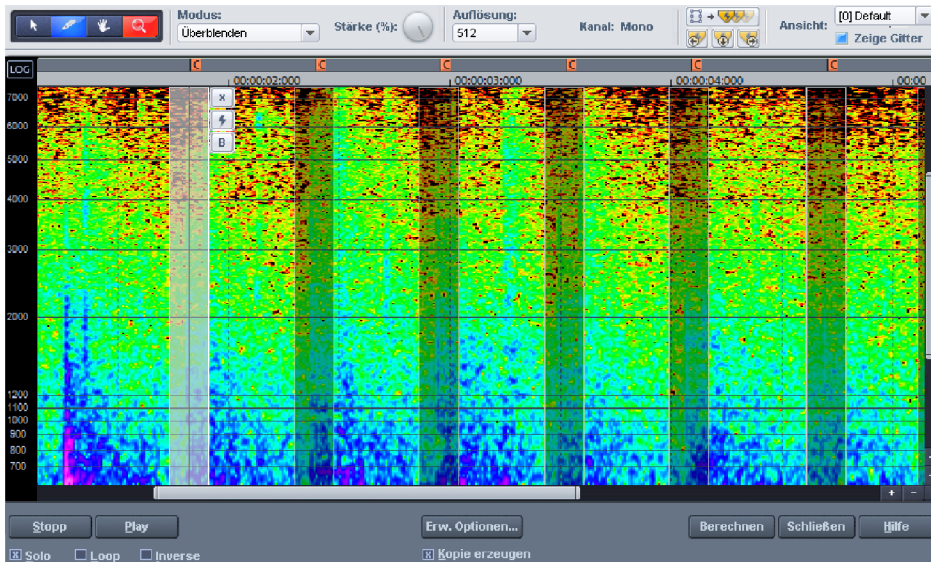 Modus:
Überblenden
Stärke (%):
Auflösung:
512
Kanal: Mono
Ansicht:
[0] Default
Zeige Gitter
LOG
C C C C C C
00:00:02:000 00:00:03:000 00:00:04:000 00:00
7000
6000
5000
4000
3000
2000
1200
1100
900
800
700
X
B
Stopp Play Erw. Optionen... Berechnen Schließen Hilfe
Solo Loop Inverse Kopie erzeugen